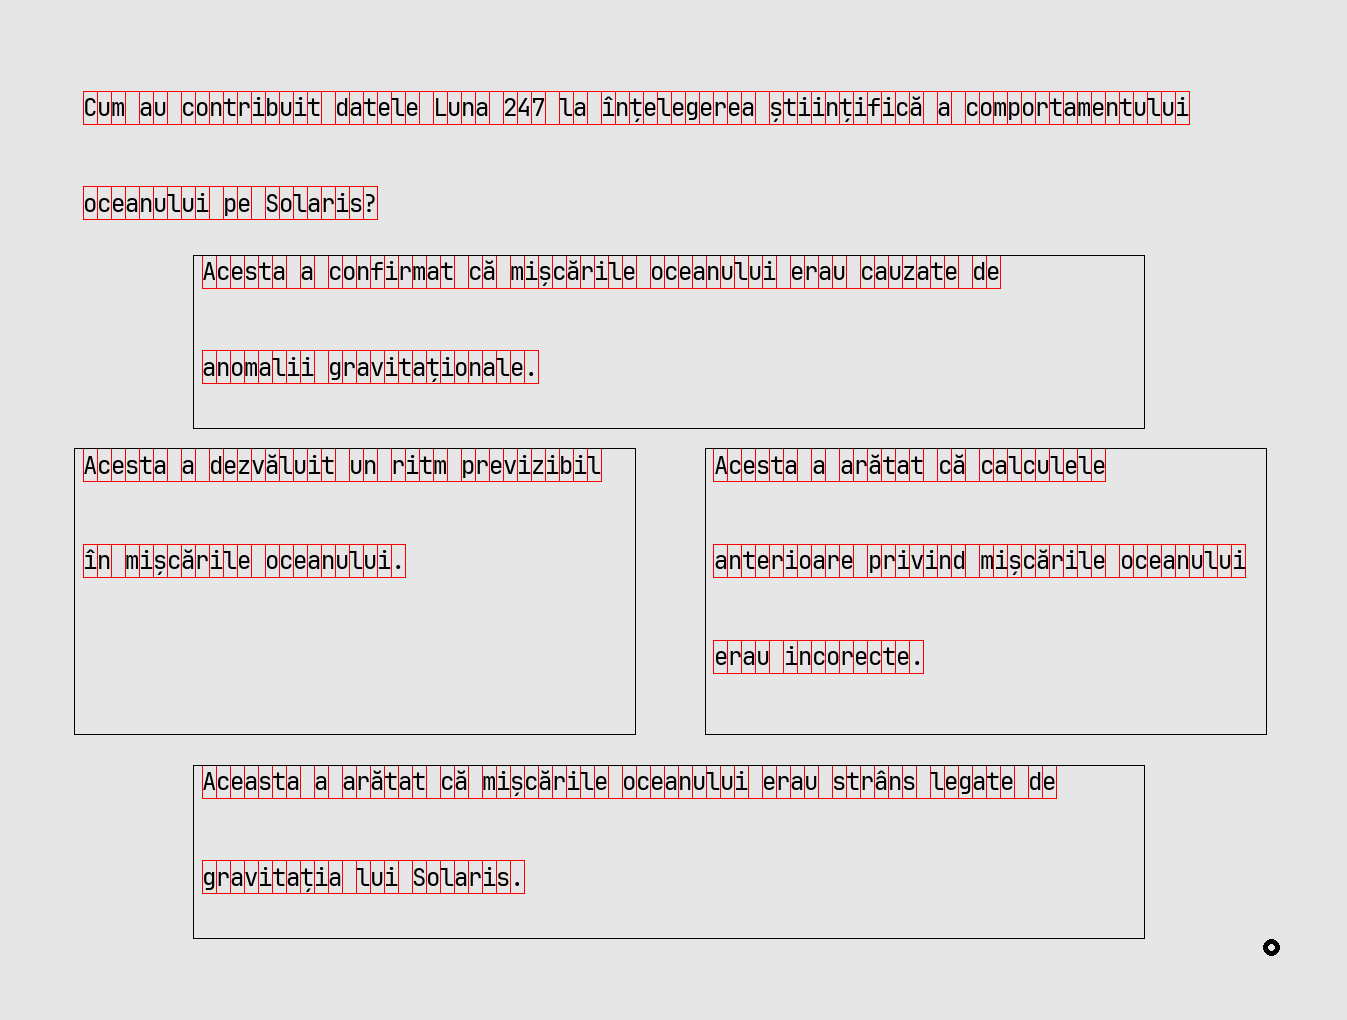 Cum au contribuit datele Luna 247 la înțelegerea științifică a comportamentului
oceanului pe Solaris?
Acesta a confirmat că mișcările oceanului erau cauzate de
anomalii gravitaționale.
Acesta a dezvăluit un ritm previzibil
în mișcările oceanului.
Acesta a arătat că calculele
anterioare privind mișcările oceanului
erau incorecte.
Aceasta a arătat că mișcările oceanului erau strâns legate de
gravitația lui Solaris.